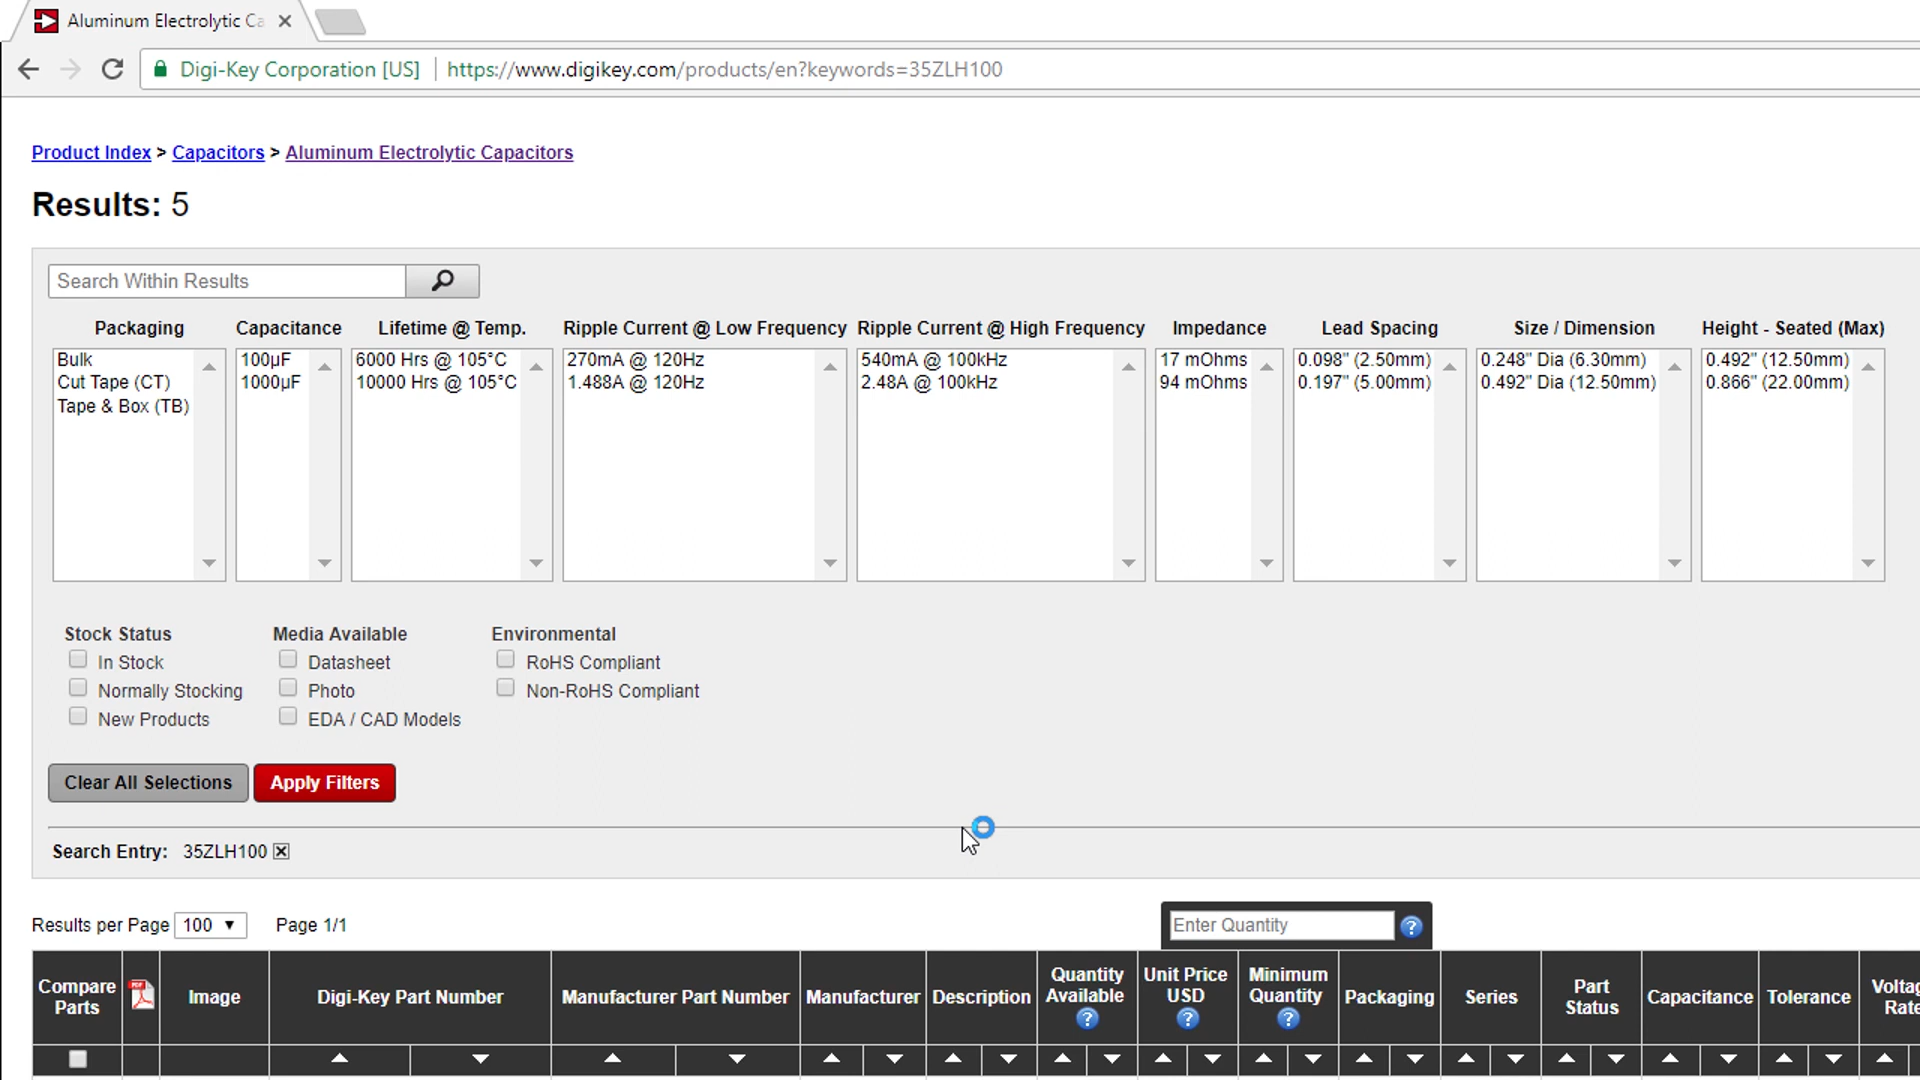 Aluminum Electrolytic Ca
Digi-Key Corporation [US] https://www.digikey.com/products/en?keywords=35ZLH100
Product Index > Capacitors > Aluminum Electrolytic Capacitors
Results: 5
Search Within Results
Packaging Capacitance Lifetime @ Temp. Ripple Current @ Low Frequency Ripple Current @ High Frequency Impedance Lead Spacing Size / Dimension Height - Seated (Max)
Bulk 100µF 6000 Hrs @ 105°C 270mA @ 120Hz 540mA @ 100kHz 17 mOhms 0.098" (2.50mm) 0.248" Dia (6.30mm) 0.492" (12.50mm)
Cut Tape (CT) 1000µF 10000 Hrs @ 105°C 1.488A @ 120Hz 2.48A @ 100kHz 94 mOhms 0.197" (5.00mm) 0.492" Dia (12.50mm) 0.866" (22.00mm)
Tape & Box (TB)
Stock Status Media Available Environmental
In Stock Datasheet RoHS Compliant
Normally Stocking Photo Non-RoHS Compliant
New Products EDA / CAD Models
Clear All Selections Apply Filters
Search Entry: 35ZLH100
Results per Page 100 Page 1/1 Enter Quantity ?
Compare Parts PDF Image Digi-Key Part Number Manufacturer Part Number Manufacturer Description Quantity Available ? Unit Price USD ? Minimum Quantity ? Packaging Series Part Status Capacitance Tolerance Voltag Rate